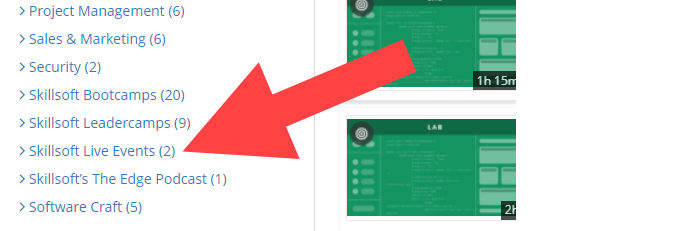 Project Management (6)
Sales & Marketing (6)
Security (2)
Skillsoft Bootcamps (20)
Skillsoft Leadercamps (9)
Skillsoft Live Events (2)
Skillsoft's The Edge Podcast (1)
Software Craft (5)
1h 15m
LAB
2H